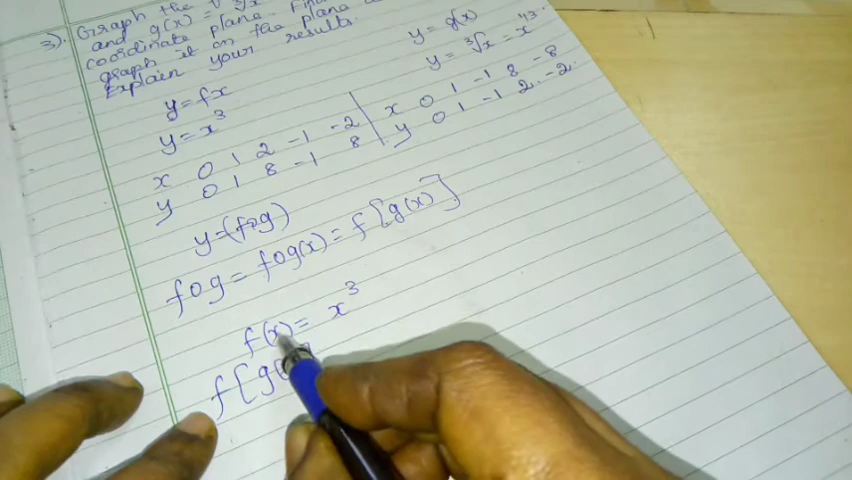 3). Graph the
and g(x) = ∛x
coordinate plane. Fin
graph it on the plane
Explain your results.
y = fx
y = x³
x 0 1 2 -1 -2
y 0 1 8 -1 8
y = g(x)
y = ∛x = x^1/3
x 0 1 -1 8 -8
y 0 1 -1 2 -2
y=(fog)
fog = fog(x) = f[g(x)]
f(x) = x³
f[g(